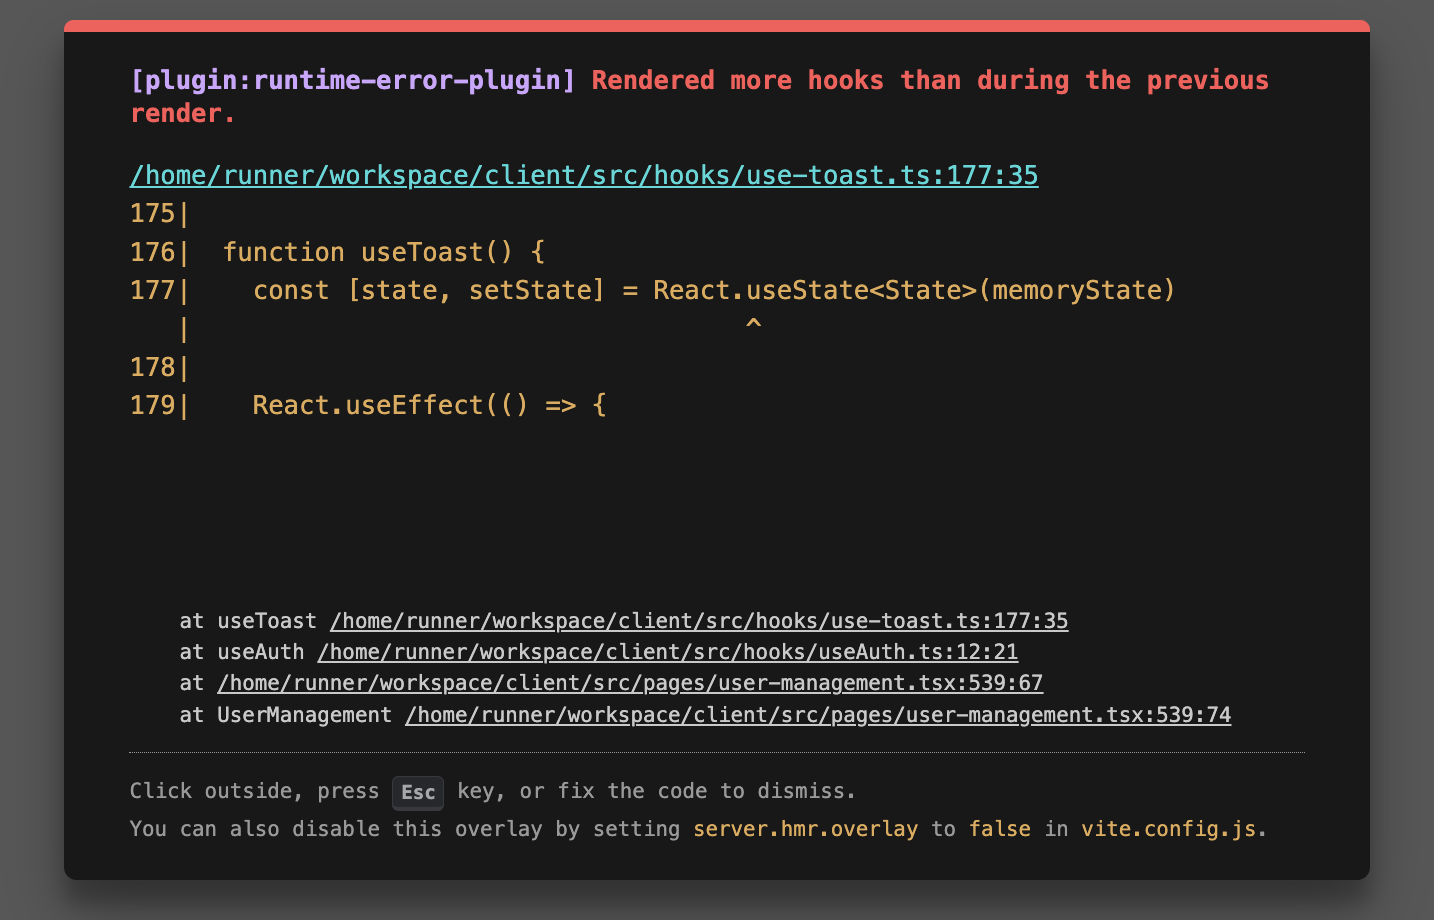 [plugin:runtime-error-plugin] Rendered more hooks than during the previous
render.
/home/runner/workspace/client/src/hooks/use-toast.ts:177:35
175|
176|  function useToast() {
177|    const [state, setState] = React.useState<State>(memoryState)
   |                                    ^
178|
179|    React.useEffect(() => {
at useToast /home/runner/workspace/client/src/hooks/use-toast.ts:177:35
at useAuth /home/runner/workspace/client/src/hooks/useAuth.ts:12:21
at /home/runner/workspace/client/src/pages/user-management.tsx:539:67
at UserManagement /home/runner/workspace/client/src/pages/user-management.tsx:539:74
Click outside, press Esc key, or fix the code to dismiss.
You can also disable this overlay by setting server.hmr.overlay to false in vite.config.js.